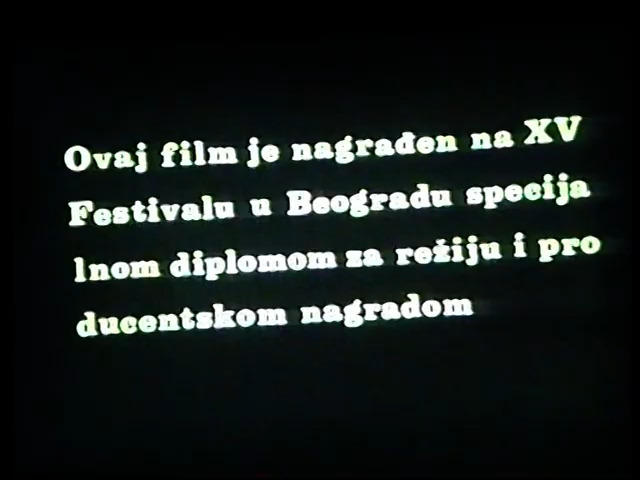 Ovaj film je nagrađen na XV
Festivalu u Beogradu specija
lnom diplomom za režiju i pro
ducentskom nagradom